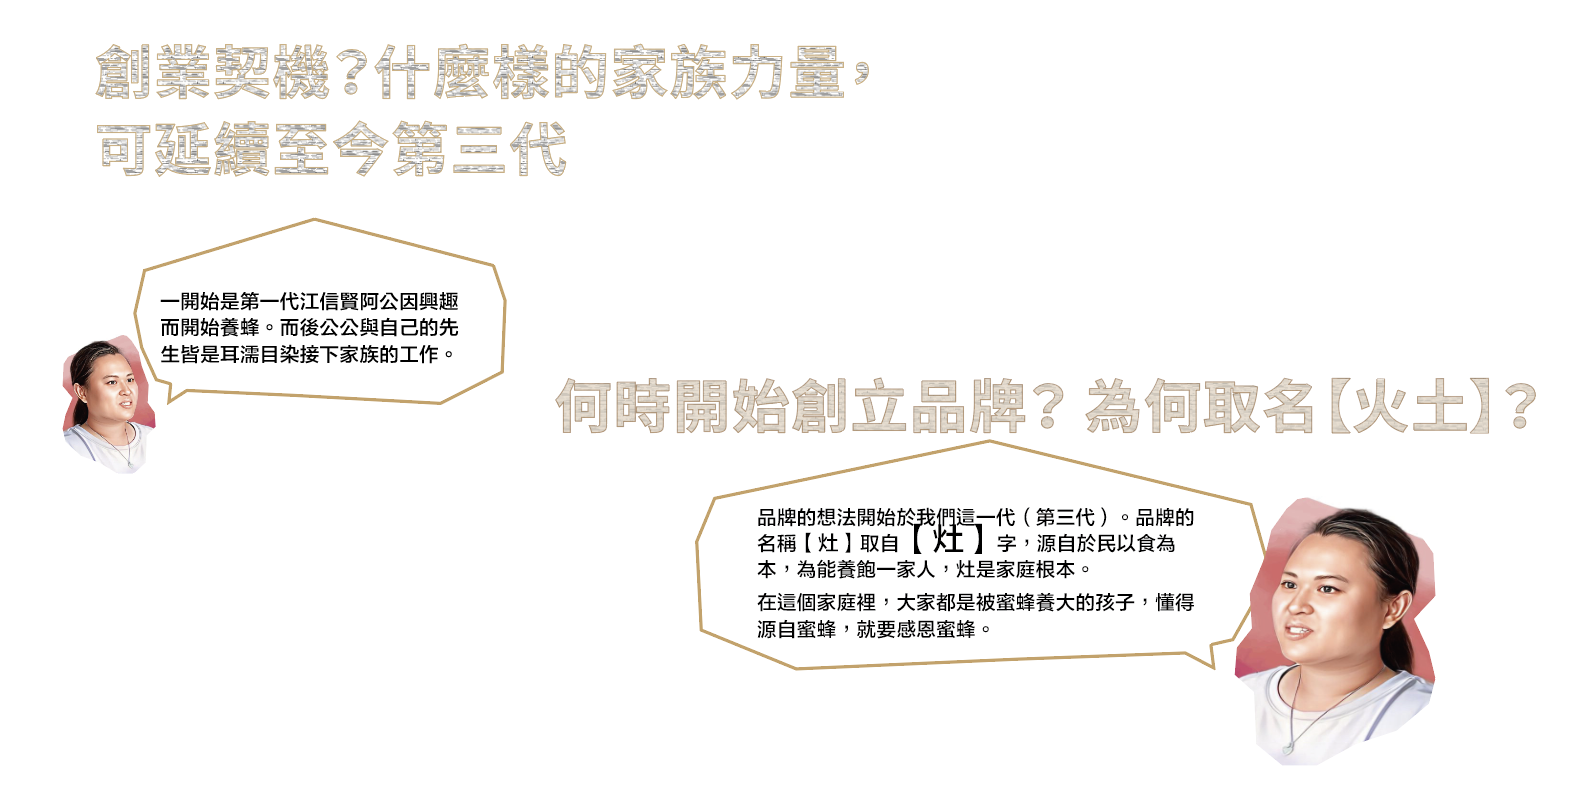 創業契機？什麼樣的家族力量，
可延續至今第三代
一開始是第一代江信賢阿公因興趣
而開始養蜂。而後公公與自己的先
生皆是耳濡目染接下家族的工作。
何時開始創立品牌？ 為何取名【火土】？
品牌的想法開始於我們這一代（第三代）。品牌的
名稱【灶】取自【灶】字，源自於民以食為
本，為能養飽一家人，灶是家庭根本。
在這個家庭裡，大家都是被蜜蜂養大的孩子，懂得
源自蜜蜂，就要感恩蜜蜂。